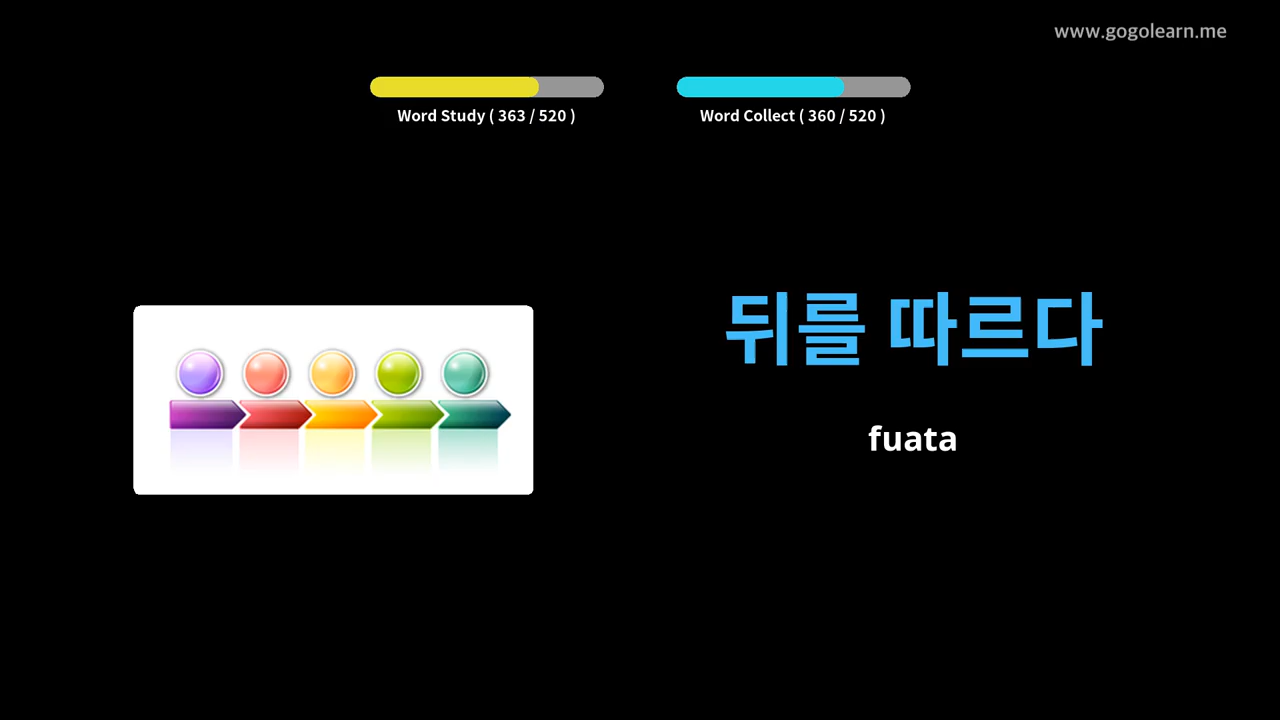 www.gogolearn.me
Word Study ( 363 / 520 )
Word Collect ( 360 / 520 )
뒤를 따르다
fuata